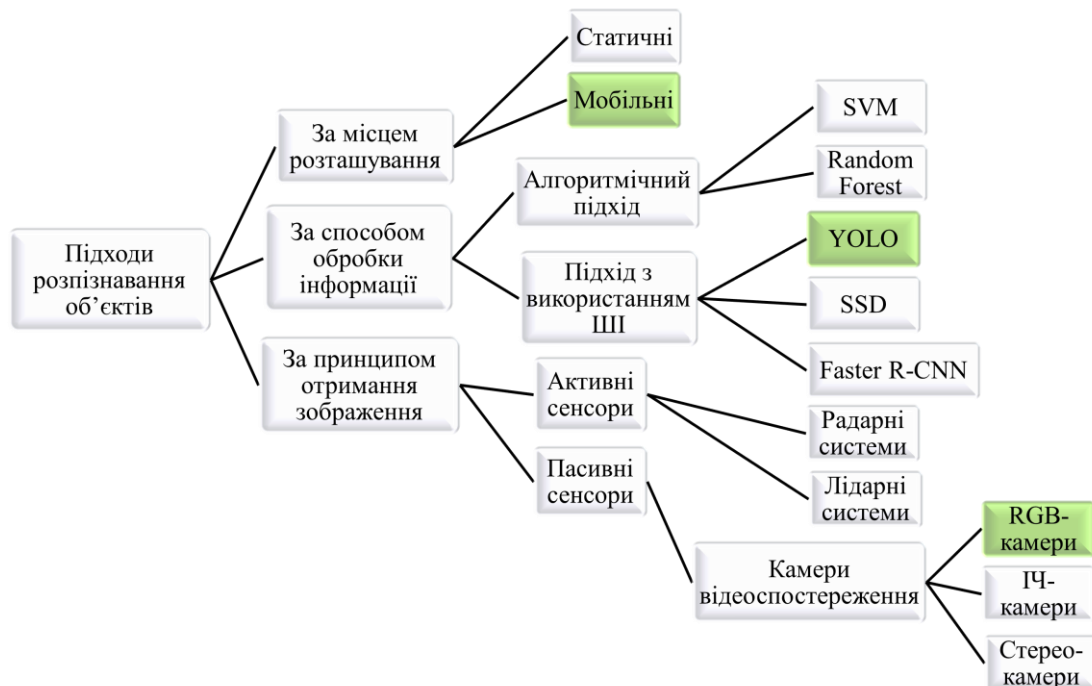 Підходи
розпізнавання
об’єктів
За місцем
розташування
Статичні
Мобільні
За способом
обробки
інформації
Алгоритмічний
підхід
SVM
Random
Forest
Підхід з
використанням
ШІ
YOLO
SSD
Faster R-CNN
За принципом
отримання
зображення
Активні
сенсори
Радарні
системи
Лідарні
системи
Пасивні
сенсори
Камери
відеоспостереження
RGB-
камери
ІЧ-
камери
Стерео-
камери